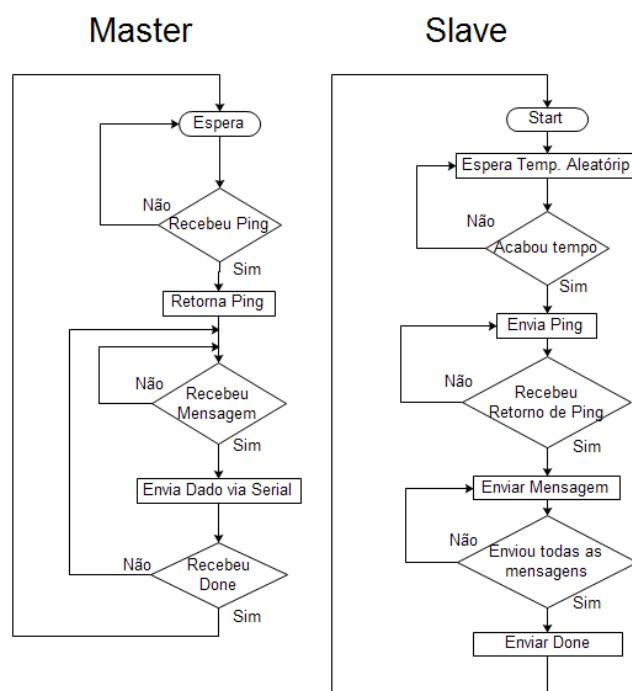 Master
Espera
Não
Recebeu Ping
Sim
Retorna Ping
Não
Recebeu
Mensagem
Sim
Envia Dado via Serial
Não
Recebeu
Done
Sim
Slave
Start
Espera Temp. Aleatórip
Não
Acabou tempo
Sim
Envia Ping
Não
Recebeu
Retorno de Ping
Sim
Enviar Mensagem
Não
Enviou todas as
mensagens
Sim
Enviar Done